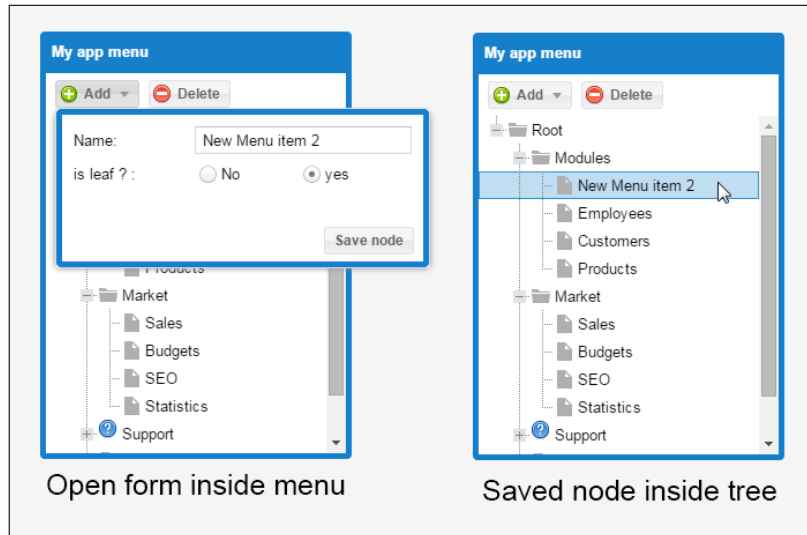 My app menu
Add Delete
Name: New Menu item 2
is leaf ? : No yes
Save node
Products
Market
Sales
Budgets
SEO
Statistics
Support
Open form inside menu
My app menu
Add Delete
Root
Modules
New Menu item 2
Employees
Customers
Products
Market
Sales
Budgets
SEO
Statistics
Support
Saved node inside tree